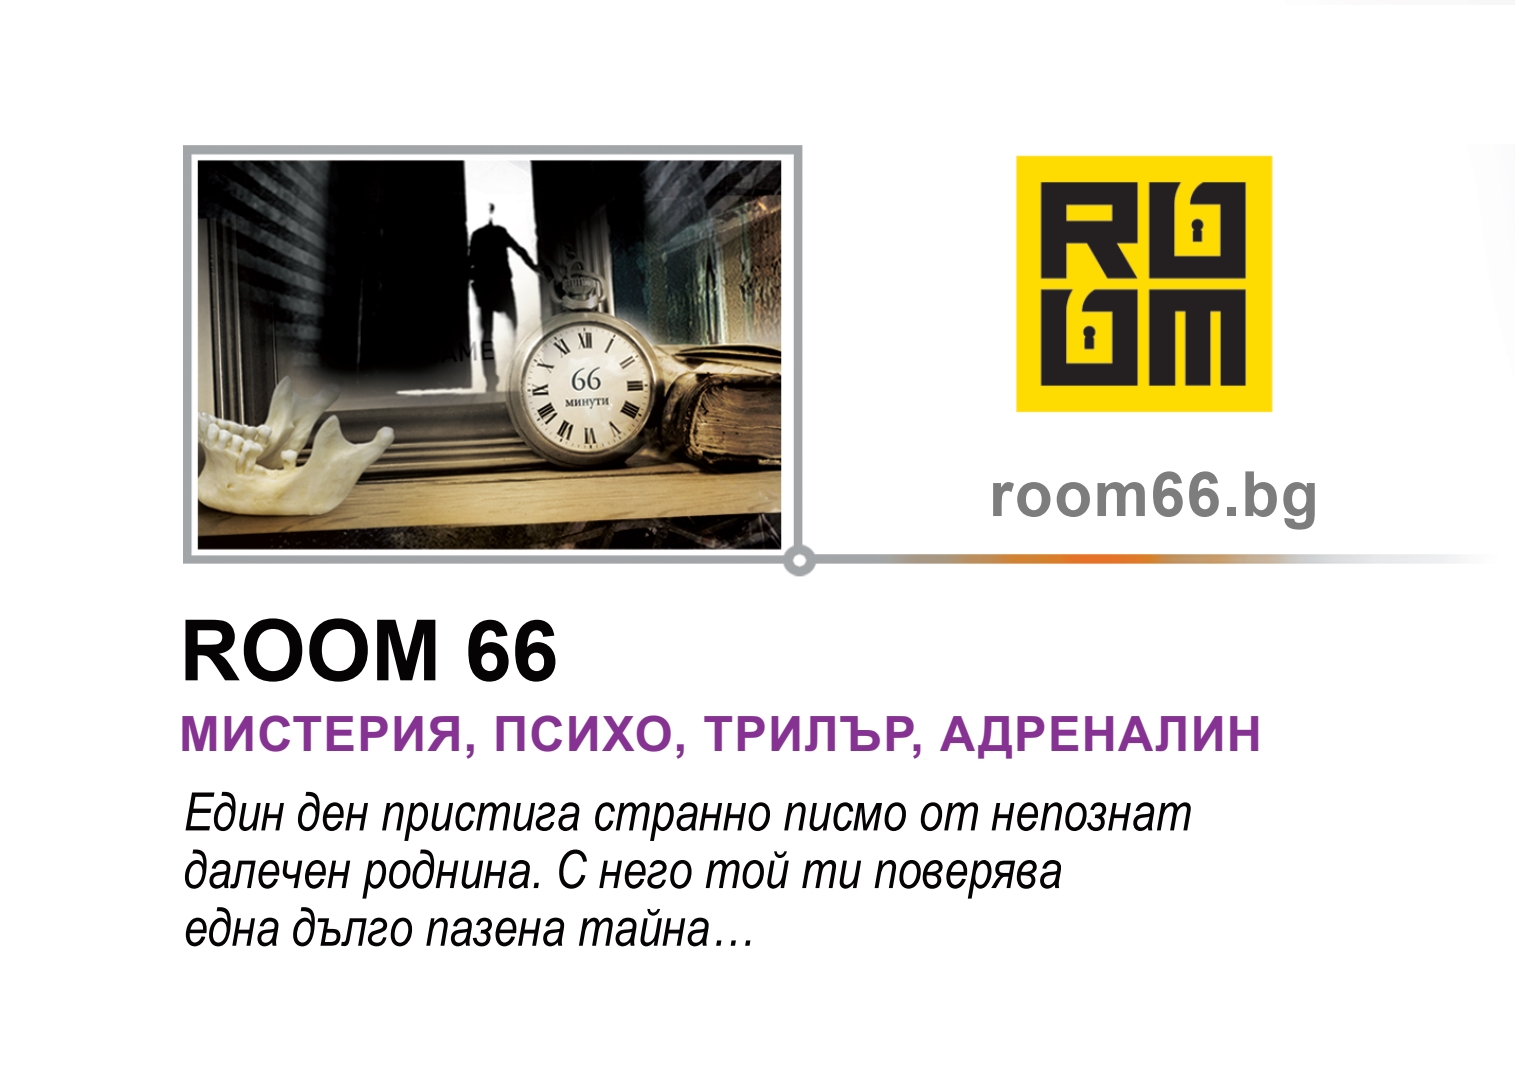 66
минути
ROOM
room66.bg
ROOM 66
МИСТЕРИЯ, ПСИХО, ТРИЛЪР, АДРЕНАЛИН
Един ден пристига странно писмо от непознат
далечен роднина. С него той ти поверява
една дълго пазена тайна…